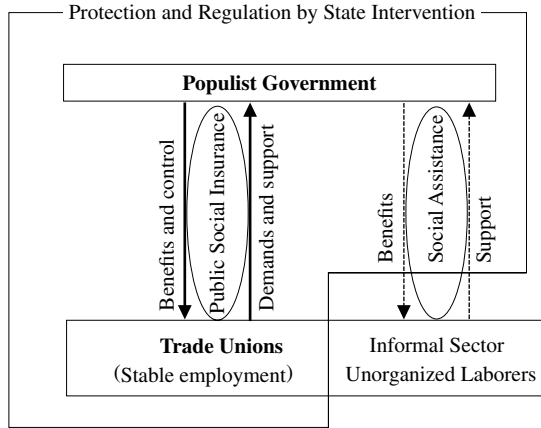 Protection and Regulation by State Intervention
Populist Government
Benefits and control
Public Social Insurance
Demands and support
Benefits
Social Assistance
Support
Trade Unions
(Stable employment)
Informal Sector
Unorganized Laborers